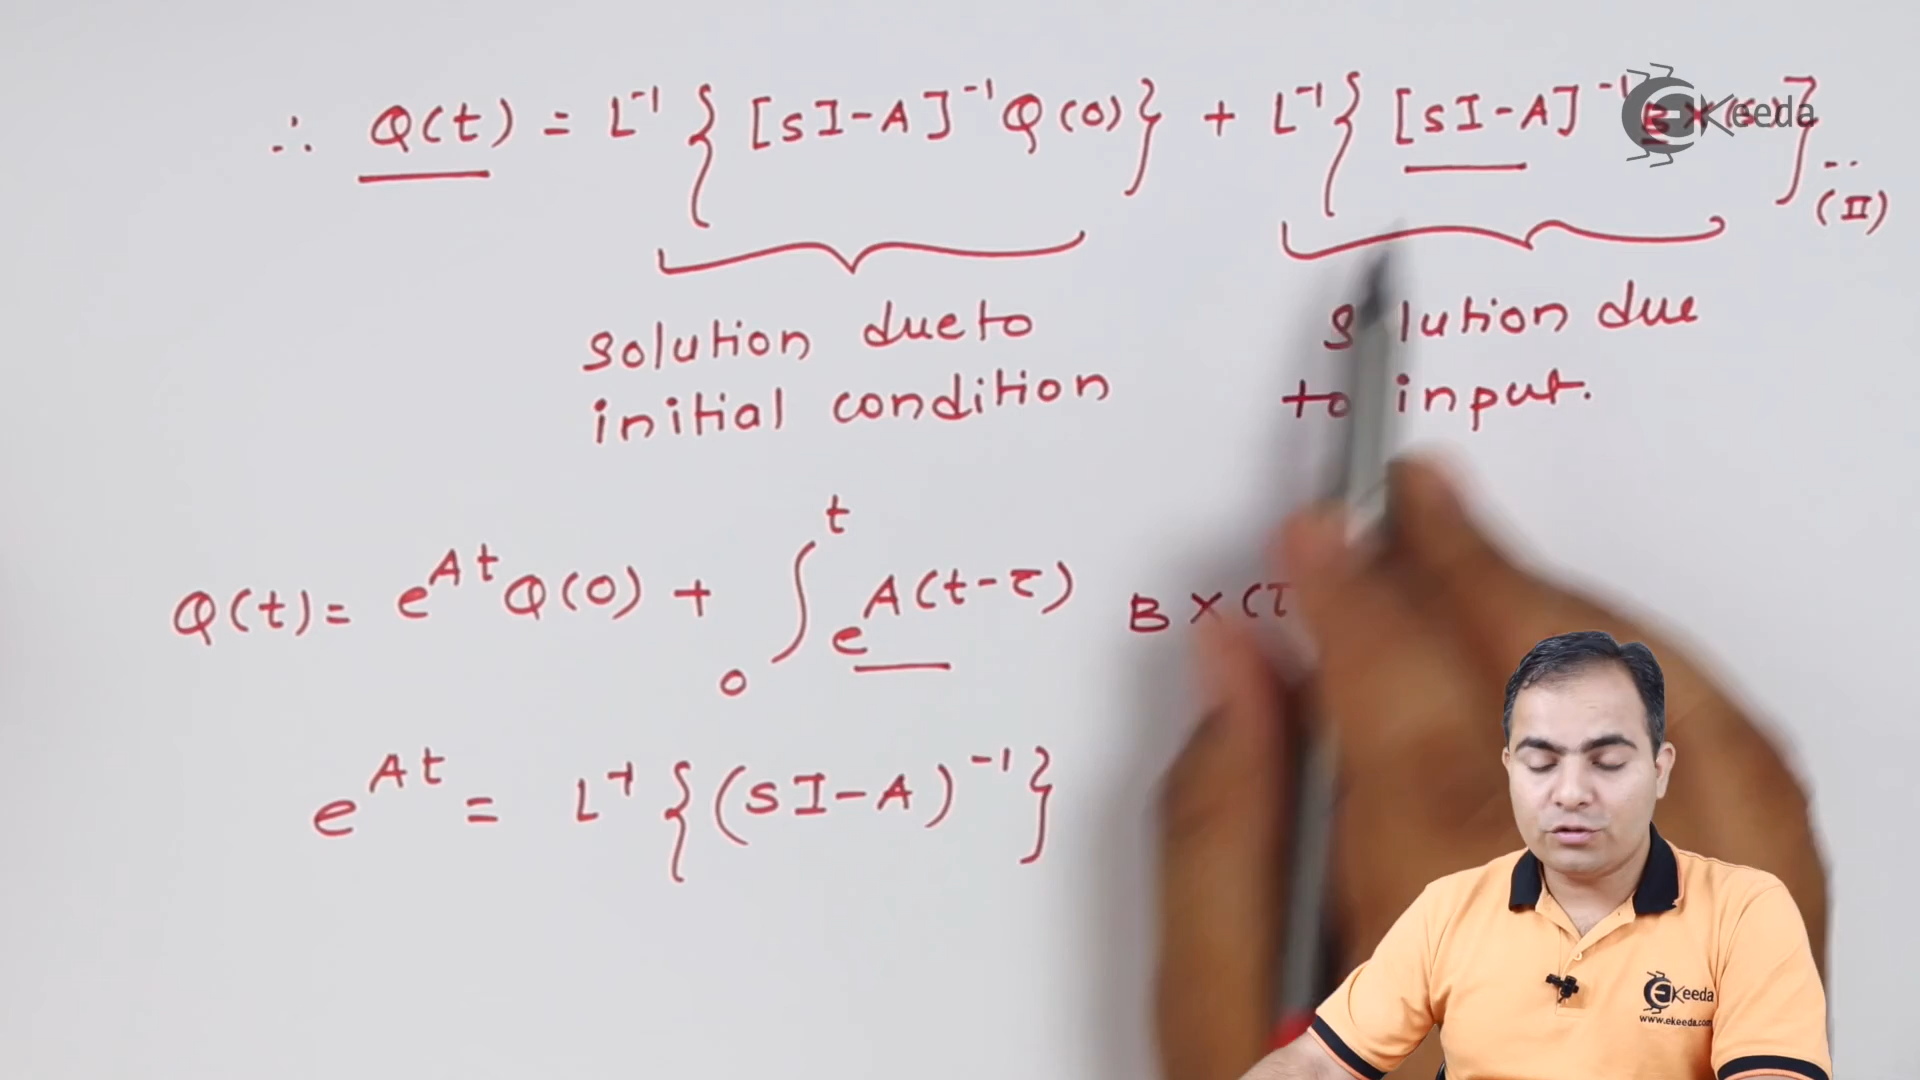 ∴ Q(t) = L⁻¹ { [sI-A]⁻¹ Q(0) } + L⁻¹ { [sI-A]⁻¹ B X(s) } ..
(II)
solution due to
initial condition
solution due
to input.
Q(t) = e^At Q(0) + ∫₀^t e^A(t-τ) B X(τ
e^At = L⁻¹ { (sI-A)⁻¹ }
EKeeda
EKeeda
www.ekeeda.com